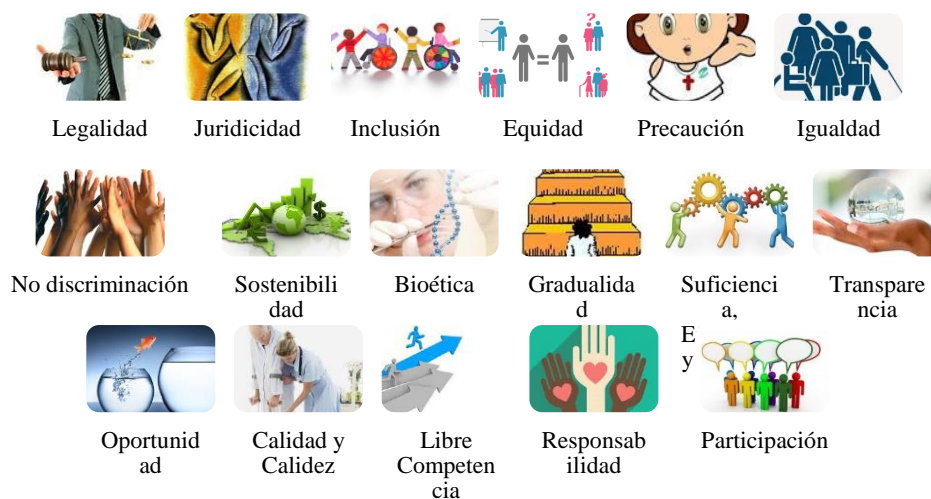 Legalidad
Juridicidad
Inclusión
Equidad
Precaución
Igualdad
No discriminación
Sostenibili
dad
Bioética
Gradualida
d
Suficienci
a,
E
y
Transpare
ncia
Oportunid
ad
Calidad y
Calidez
Libre
Competen
cia
Responsab
ilidad
Participación